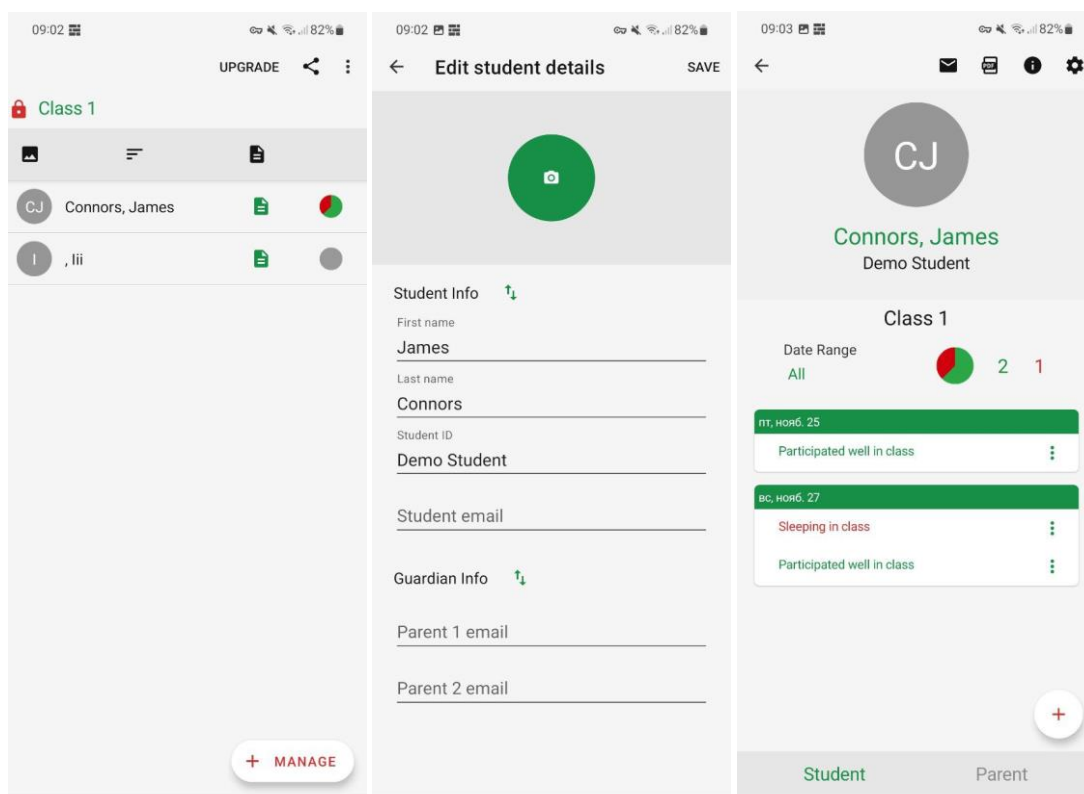 09:02
82%
UPGRADE
Class 1
CJ
Connors, James
I
, Iii
+ MANAGE
09:02
82%
Edit student details
SAVE
Student Info
First name
James
Last name
Connors
Student ID
Demo Student
Student email
Guardian Info
Parent 1 email
Parent 2 email
09:03
82%
PDF
CJ
Connors, James
Demo Student
Class 1
Date Range
All
2 1
пт, нояб. 25
Participated well in class
вс, нояб. 27
Sleeping in class
Participated well in class
+
Student Parent